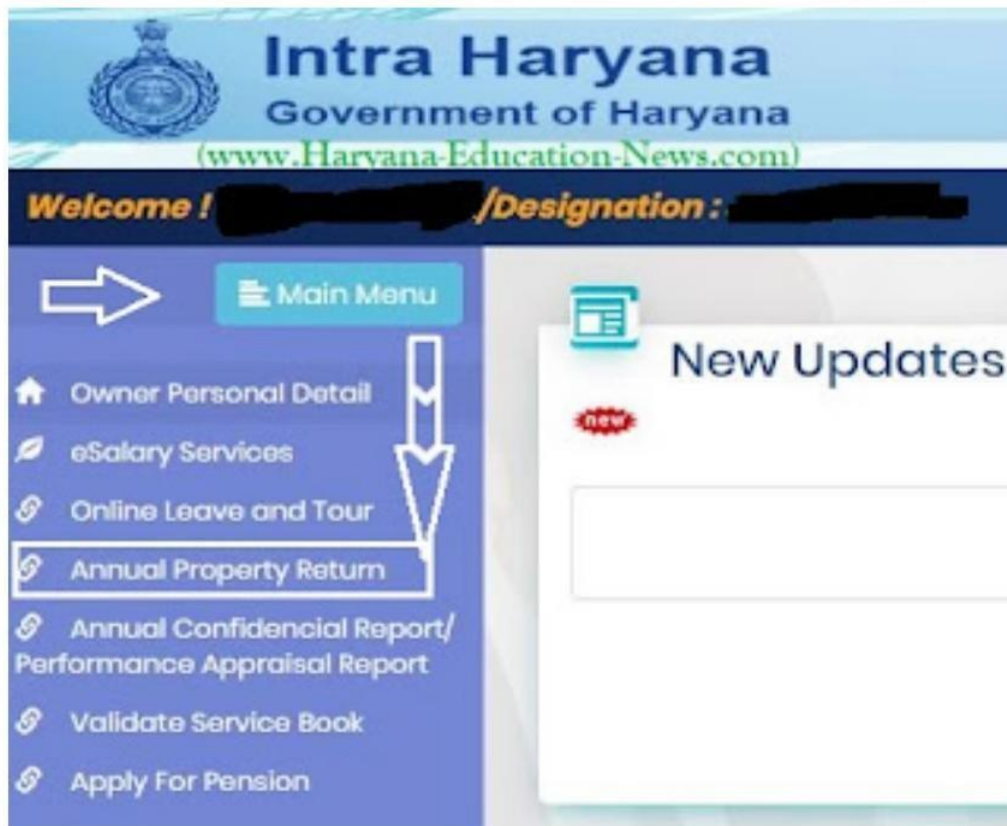 Intra Haryana
Government of Haryana
(www.Haryana-Education-News.com)
Welcome ! /Designation :
Main Menu
Owner Personal Detail
eSalary Services
Online Leave and Tour
Annual Property Return
Annual Confidencial Report/
Performance Appraisal Report
Validate Service Book
Apply For Pension
New Updates
new